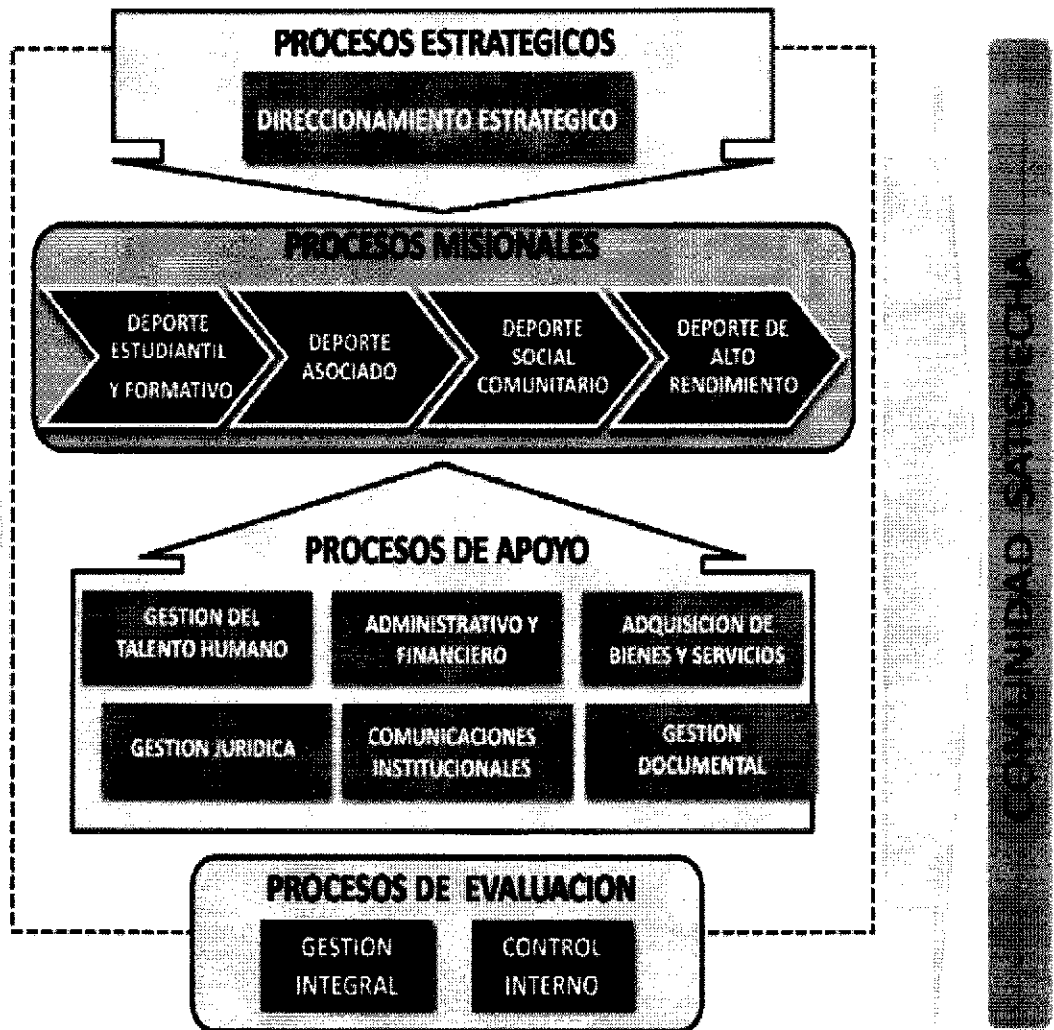 PROCESOS ESTRATEGICOS
DIRECCIONAMIENTO ESTRATEGICO
PROCESOS MISIONALES
DEPORTE
ESTUDIANTIL
Y FORMATIVO
DEPORTE
ASOCIADO
DEPORTE
SOCIAL
COMUNITARIO
DEPORTE DE
ALTO
RENDIMIENTO
PROCESOS DE APOYO
GESTION DEL
TALENTO HUMANO
ADMINISTRATIVO Y
FINANCIERO
ADQUISICION DE
BIENES Y SERVICIOS
GESTION JURIDICA
COMUNICACIONES
INSTITUCIONALES
GESTION
DOCUMENTAL
PROCESOS DE EVALUACION
GESTION
INTEGRAL
CONTROL
INTERNO
COMUNIDAD SATISFECHA